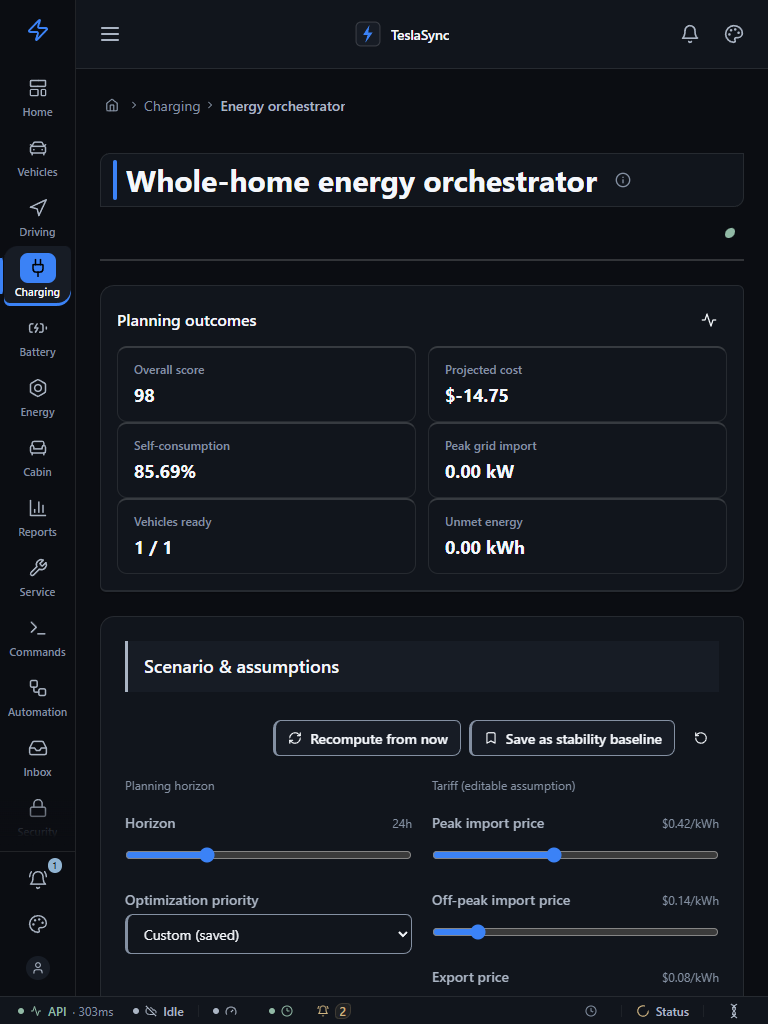 TeslaSync
Home
Vehicles
Driving
Charging
Battery
Energy
Cabin
Reports
Service
Commands
Automation
Inbox
Security
1
Charging
Energy orchestrator
Whole-home energy orchestrator
Planning outcomes
Overall score
98
Projected cost
$-14.75
Self-consumption
85.69%
Peak grid import
0.00 kW
Vehicles ready
1 / 1
Unmet energy
0.00 kWh
Scenario & assumptions
Recompute from now
Save as stability baseline
Planning horizon
Horizon
24h
Optimization priority
Custom (saved)
Tariff (editable assumption)
Peak import price
$0.42/kWh
Off-peak import price
$0.14/kWh
Export price
$0.08/kWh
API · 303ms
Idle
2
Status